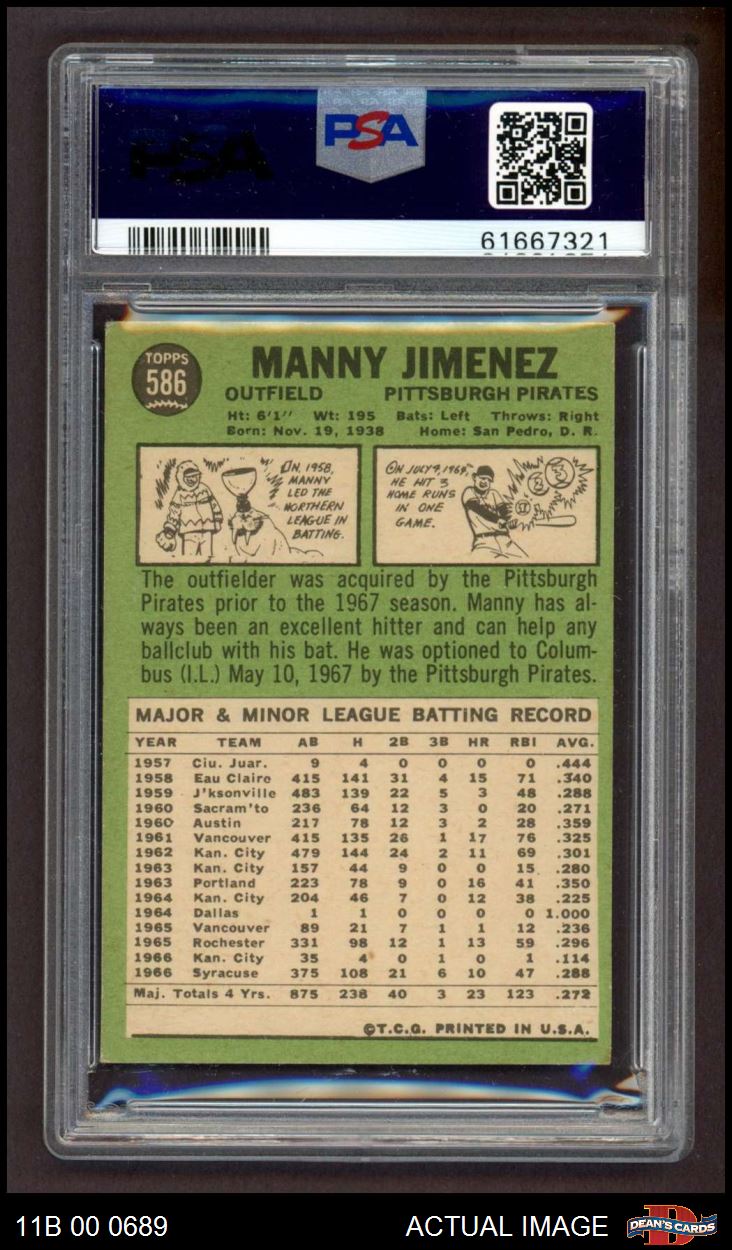 PSA
PSA
61667321
TOPPS
586
MANNY JIMENEZ
OUTFIELD PITTSBURGH PIRATES
Ht: 6'1" Wt: 195 Bats: Left Throws: Right
Born: Nov. 19, 1938 Home: San Pedro, D. R.
IN 1958,
MANNY
LED THE
NORTHERN
LEAGUE IN
BATTING.
ON JULY 4, 1964,
HE HIT 3
HOME RUNS
IN ONE
GAME.
The outfielder was acquired by the Pittsburgh
Pirates prior to the 1967 season. Manny has al-
ways been an excellent hitter and can help any
ballclub with his bat. He was optioned to Colum-
bus (I.L.) May 10, 1967 by the Pittsburgh Pirates.
MAJOR & MINOR LEAGUE BATTING RECORD
YEAR TEAM AB H 2B 3B HR RBI AVG.
1957 Ciu. Juar. 9 4 0 0 0 0 .444
1958 Eau Claire 415 141 31 4 15 71 .340
1959 J'ksonville 483 139 22 5 3 48 .288
1960 Sacram'to 236 64 12 3 0 20 .271
1960 Austin 217 78 12 3 2 28 .359
1961 Vancouver 415 135 26 1 17 76 .325
1962 Kan. City 479 144 24 2 11 69 .301
1963 Kan. City 157 44 9 0 0 15 .280
1963 Portland 223 78 9 0 16 41 .350
1964 Kan. City 204 46 7 0 12 38 .225
1964 Dallas 1 1 0 0 0 0 1.000
1965 Vancouver 89 21 7 1 1 12 .236
1965 Rochester 331 98 12 1 13 59 .296
1966 Kan. City 35 4 0 1 0 1 .114
1966 Syracuse 375 108 21 6 10 47 .288
Maj. Totals 4 Yrs. 875 238 40 3 23 123 .272
©T.C.G. PRINTED IN U.S.A.
11B 00 0689 ACTUAL IMAGE DEAN'S CARDS